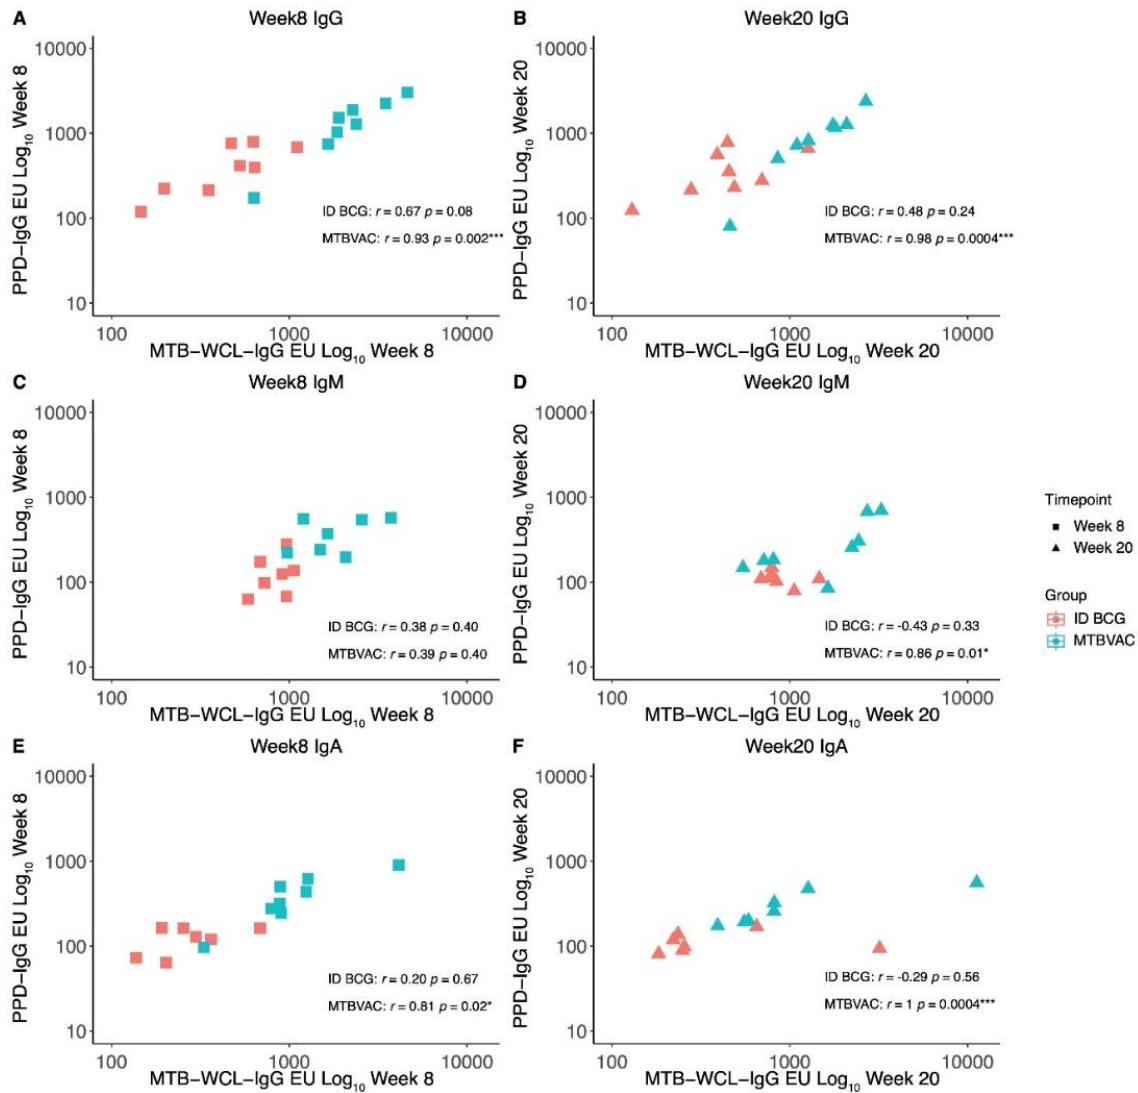 A Week8 IgG
PPD–IgG EU Log10 Week 8
10000
1000
100
10
ID BCG: r = 0.67 p = 0.08
MTBVAC: r = 0.93 p = 0.002***
100 1000 10000
MTB–WCL–IgG EU Log10 Week 8
B Week20 IgG
PPD–IgG EU Log10 Week 20
10000
1000
100
10
ID BCG: r = 0.48 p = 0.24
MTBVAC: r = 0.98 p = 0.0004***
100 1000 10000
MTB–WCL–IgG EU Log10 Week 20
C Week8 IgM
PPD–IgG EU Log10 Week 8
10000
1000
100
10
ID BCG: r = 0.38 p = 0.40
MTBVAC: r = 0.39 p = 0.40
100 1000 10000
MTB–WCL–IgG EU Log10 Week 8
D Week20 IgM
PPD–IgG EU Log10 Week 20
10000
1000
100
10
ID BCG: r = -0.43 p = 0.33
MTBVAC: r = 0.86 p = 0.01*
100 1000 10000
MTB–WCL–IgG EU Log10 Week 20
Timepoint
Week 8
Week 20
Group
ID BCG
MTBVAC
E Week8 IgA
PPD–IgG EU Log10 Week 8
10000
1000
100
10
ID BCG: r = 0.20 p = 0.67
MTBVAC: r = 0.81 p = 0.02*
100 1000 10000
MTB–WCL–IgG EU Log10 Week 8
F Week20 IgA
PPD–IgG EU Log10 Week 20
10000
1000
100
10
ID BCG: r = -0.29 p = 0.56
MTBVAC: r = 1 p = 0.0004***
100 1000 10000
MTB–WCL–IgG EU Log10 Week 20